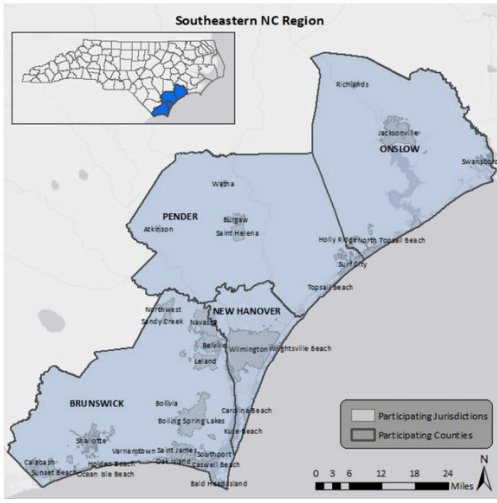 Southeastern NC Region
Richlands
Jacksonville
ONSLOW
Swansboro
Watha
PENDER
Burgaw
Atkinson
Saint Helena
Holly Ridge
North Topsail Beach
Surf City
Topsail Beach
Northwest
NEW HANOVER
Sandy Creek
Navassa
Belville
Wilmington
Wrightsville Beach
Leland
BRUNSWICK
Bolivia
Carolina Beach
Boiling Spring Lakes
Kure Beach
Shallotte
Varnamtown
Saint James
Southport
Calabash
Holden Beach
Oak Island
Caswell Beach
Sunset Beach
Ocean Isle Beach
Bald Head Island
Participating Jurisdictions
Participating Counties
0 3 6 12 18 24
Miles
N